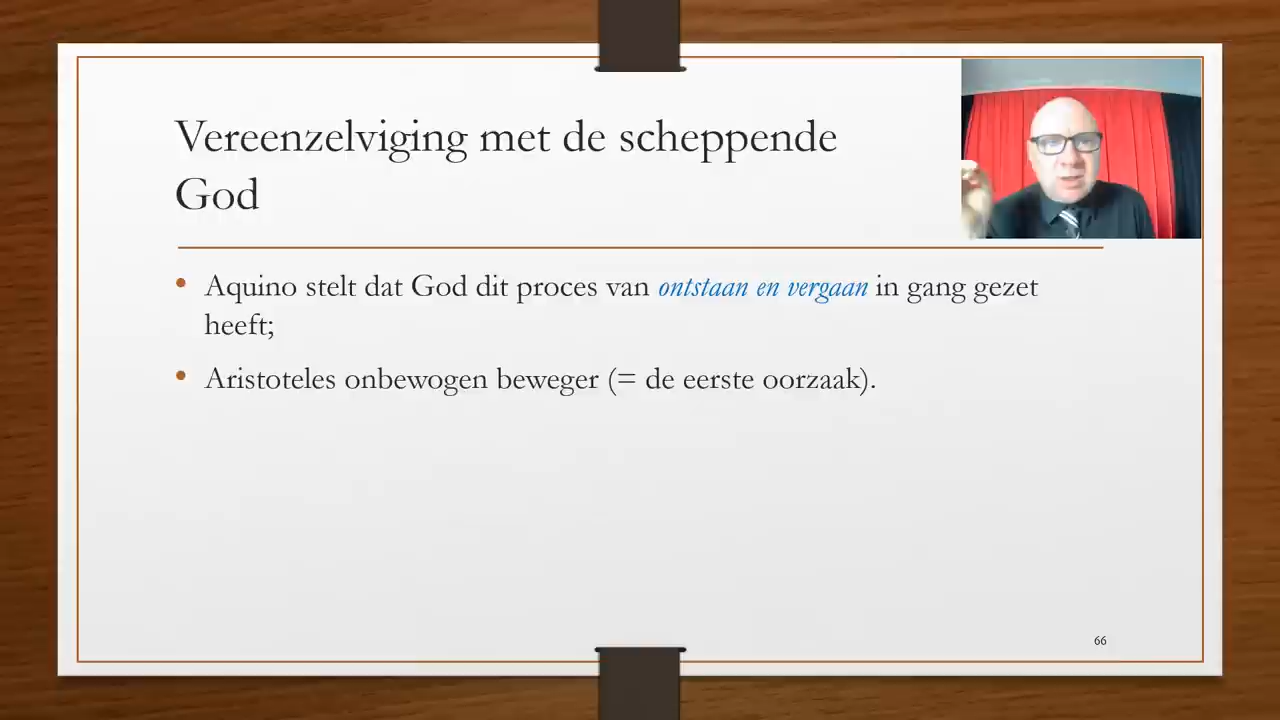 Vereenzelviging met de scheppende
God
• Aquino stelt dat God dit proces van ontstaan en vergaan in gang gezet
heeft;
• Aristoteles onbewogen beweger (= de eerste oorzaak).
66